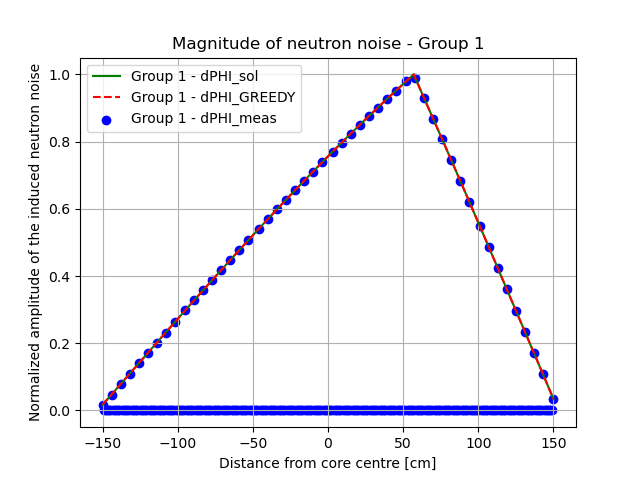 Magnitude of neutron noise - Group 1
Normalized amplitude of the induced neutron noise
1.0
0.8
0.6
0.4
0.2
0.0
Group 1 - dPHI_sol
Group 1 - dPHI_GREEDY
Group 1 - dPHI_meas
−150 −100 −50 0 50 100 150
Distance from core centre [cm]